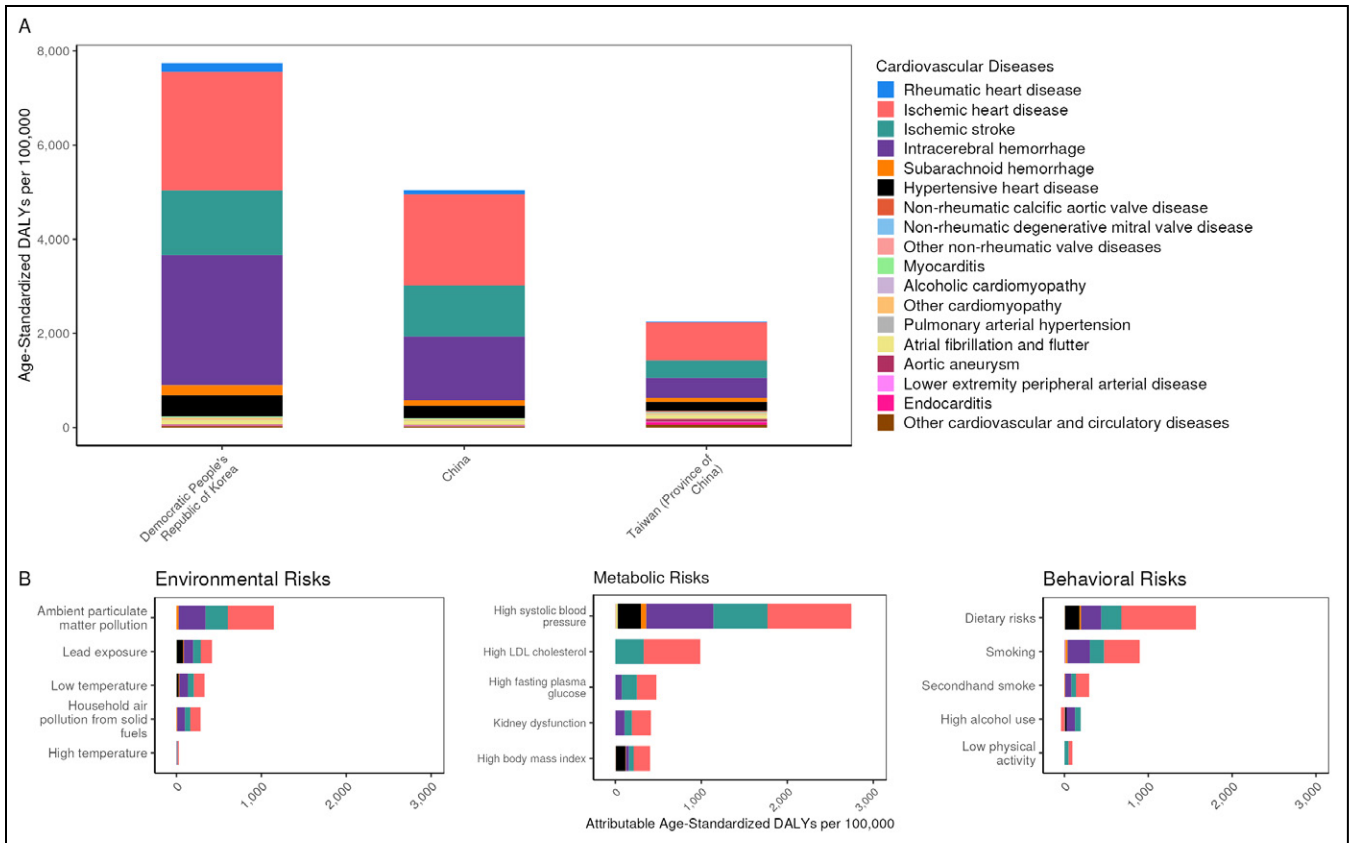 A
8,000
6,000
4,000
2,000
0
Age-Standardized DALYs per 100,000
Democratic People's
Republic of Korea
China
Taiwan (Province of
China)
Cardiovascular Diseases
Rheumatic heart disease
Ischemic heart disease
Ischemic stroke
Intracerebral hemorrhage
Subarachnoid hemorrhage
Hypertensive heart disease
Non-rheumatic calcific aortic valve disease
Non-rheumatic degenerative mitral valve disease
Other non-rheumatic valve diseases
Myocarditis
Alcoholic cardiomyopathy
Other cardiomyopathy
Pulmonary arterial hypertension
Atrial fibrillation and flutter
Aortic aneurysm
Lower extremity peripheral arterial disease
Endocarditis
Other cardiovascular and circulatory diseases
B
Environmental Risks
Ambient particulate
matter pollution
Lead exposure
Low temperature
Household air
pollution from solid
fuels
High temperature
0
1,000
2,000
3,000
Metabolic Risks
High systolic blood
pressure
High LDL cholesterol
High fasting plasma
glucose
Kidney dysfunction
High body mass index
0
1,000
2,000
3,000
Attributable Age-Standardized DALYs per 100,000
Behavioral Risks
Dietary risks
Smoking
Secondhand smoke
High alcohol use
Low physical
activity
0
1,000
2,000
3,000